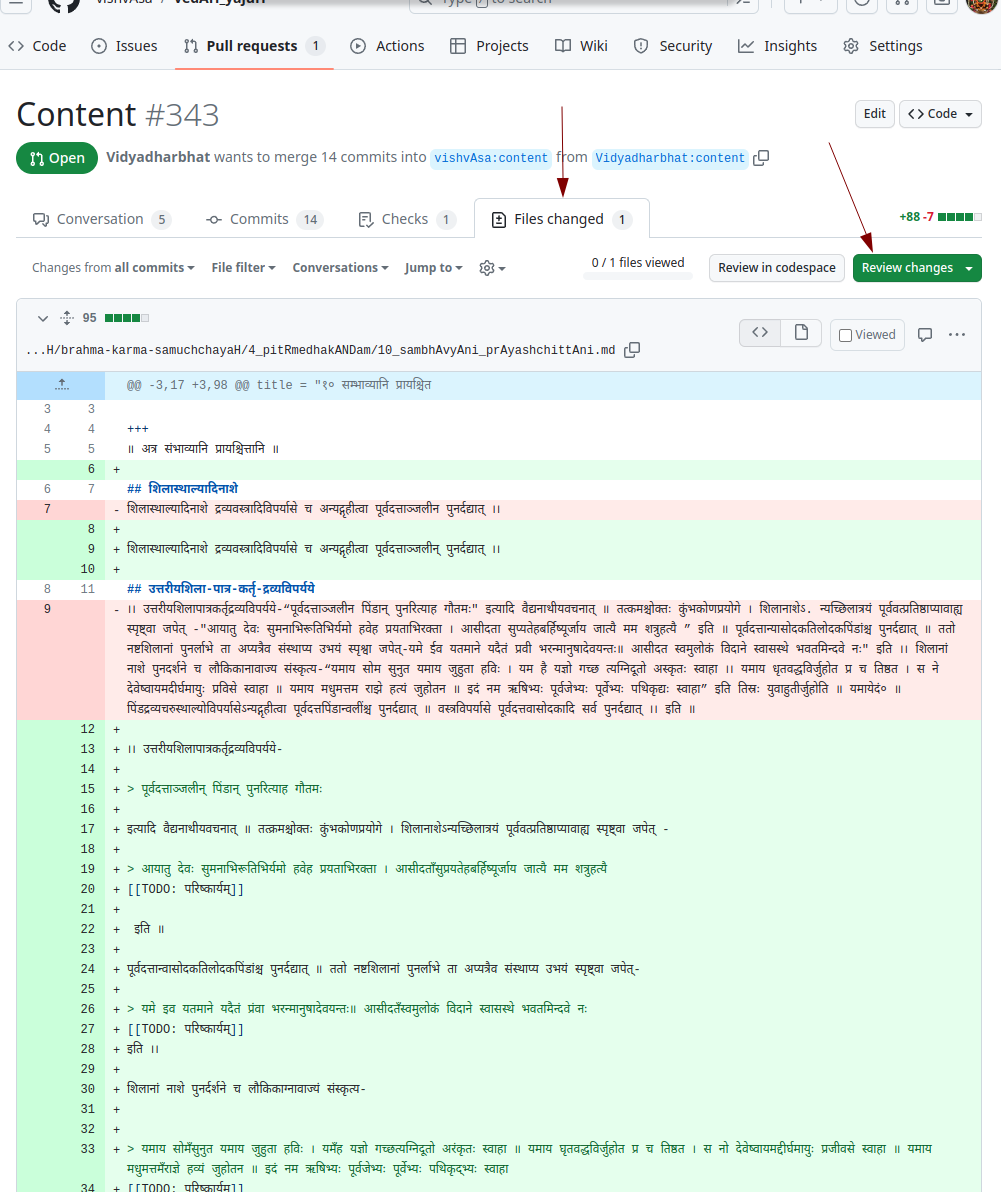 Type / to search
Code Issues Pull requests 1 Actions Projects Wiki Security Insights Settings
Content #343
Edit Code
Open Vidyadharbhat wants to merge 14 commits into vishvAsa:content from Vidyadharbhat:content
Conversation 5 Commits 14 Checks 1 Files changed 1 +88 -7
Changes from all commits File filter Conversations Jump to 0 / 1 files viewed Review in codespace Review changes
95
...H/brahma-karma-samuchchayaH/4_pitRmedhakANDam/10_sambhAvyAni_prAyashchittAni.md
Viewed
@@ -3,17 +3,98 @@ title = "१० सम्भाव्यानि प्रायश्चित
3 3
4 4 +++
5 5 ॥ अत्र संभाव्यानि प्रायश्चित्तानि ॥
6 +
6 7 ## शिलास्थाल्यादिनाशे
7 - शिलास्थाल्यादिनाशे द्रव्यवस्त्रादिविपर्यासे च अन्यद्गृहीत्वा पूर्वदत्ताञ्जलीन पुनर्दद्यात् ।।
8 +
9 + शिलास्थाल्यादिनाशे द्रव्यवस्त्रादिविपर्यासे च अन्यद्गृहीत्वा पूर्वदत्ताञ्जलीन् पुनर्दद्यात् ।।
10 +
8 11 ## उत्तरीयशिला-पात्र-कर्तृ-द्रव्यविपर्यये
9 - ।। उत्तरीयशिलापात्रकर्तृद्रव्यविपर्यये-“पूर्वदत्ताञ्जलीन पिंडान् पुनरित्याह गौतमः" इत्यादि वैद्यनाथीयवचनात् ॥ तत्क्रमश्चोक्तः कुंभकोणप्रयोगे । शिलानाशेऽ. न्यच्छिलात्रयं पूर्ववत्प्रतिष्ठाप्यावाह्य
स्पृष्ट्वा जपेत् -"आयातु देवः सुमनाभिरूतिभिर्यमो हवेह प्रयताभिरक्ता । आसीदता सुप्यतेहबर्हिष्यूर्जाय जात्यै मम शत्रुहत्यै ” इति ॥ पूर्वदत्तान्यासोदकतिलोदकपिंडांश्च पुनर्दद्यात् ॥ ततो
नष्टशिलानां पुनर्लाभे ता अप्यत्रैव संस्थाप्य उभयं स्पृश्वा जपेत्-यमे ईव यतमाने यदैतं प्रवी भरन्मानुषादेवयन्तः॥ आसीदत स्वमुलोकं विदाने स्वासस्थे भवतमिन्दवे नः" इति ।। शिलानां
नाशे पुनदर्शने च लौकिकानावाज्य संस्कृत्य-“यमाय सोम सुनुत यमाय जुहुता हविः । यम है यज्ञो गच्छ त्यग्निदूतो अस्कृतः स्वाहा ।। यमाय धृतवद्धविर्जुहोत प्र च तिष्ठत । स ने
देवेष्वायमदीर्घमायुः प्रविसे स्वाहा ॥ यमाय मधुमत्तम राझे हत्यं जुहोतन ॥ इदं नम ऋषिभ्यः पूर्वजेभ्यः पूर्वेभ्यः पथिकृद्यः स्वाहा” इति तिस्रः युवाहुतीर्जुहोति ॥ यमायेदं० ॥
पिंडद्रव्यचरुस्थाल्योविपर्यासेऽन्यद्गृहीत्वा पूर्वदत्तपिंडान्वलींश्च पुनर्दद्यात् ॥ वस्त्रविपर्यासे पूर्वदत्तवासोदकादि सर्व पुनर्दद्यात् ।। इति ॥
12 +
13 + ।। उत्तरीयशिलापात्रकर्तृद्रव्यविपर्यये-
14 +
15 + > पूर्वदत्ताञ्जलीन् पिंडान् पुनरित्याह गौतमः
16 +
17 + इत्यादि वैद्यनाथीयवचनात् ॥ तत्क्रमश्चोक्तः कुंभकोणप्रयोगे । शिलानाशेऽन्यच्छिलात्रयं पूर्ववत्प्रतिष्ठाप्यावाह्य स्पृष्ट्वा जपेत् -
18 +
19 + > आयातु देवः सुमनाभिरूतिभिर्यमो हवेह प्रयताभिरक्ता । आसीदताँसुप्रयतेहबर्हिष्यूर्जाय जात्यै मम शत्रुहत्यै
20 + [[TODO: परिष्कार्यम्]]
21 +
22 + इति ॥
23 +
24 + पूर्वदत्तान्वासोदकतिलोदकपिंडांश्च पुनर्दद्यात् ॥ ततो नष्टशिलानां पुनर्लाभे ता अप्यत्रैव संस्थाप्य उभयं स्पृष्ट्वा जपेत्-
25 +
26 + > यमे इव यतमाने यदैतं प्रंवा भरन्मानुषादेवयन्तः॥ आसीदतँस्वमुलोकं विदाने स्वासस्थे भवतमिन्दवे नः
27 + [[TODO: परिष्कार्यम्]]
28 + इति ।।
29 +
30 + शिलानां नाशे पुनर्दर्शने च लौकिकाग्नावाज्यं संस्कृत्य-
31 +
32 +
33 + > यमाय सोमँसुनुत यमाय जुहुता हविः । यमँह यज्ञो गच्छत्यग्निदूतो अरंकृतः स्वाहा ॥ यमाय घृतवद्धविर्जुहोत प्र च तिष्ठत । स नो देवेष्वायमद्दीर्घमायुः प्रजीवसे स्वाहा ॥ यमाय
मधुमत्तमँराज्ञे हव्यं जुहोतन ॥ इदं नम ऋषिभ्यः पूर्वजेभ्यः पूर्वेभ्यः पथिकृद्भ्यः स्वाहा
34 + [[TODO: परिष्कार्यम्]]